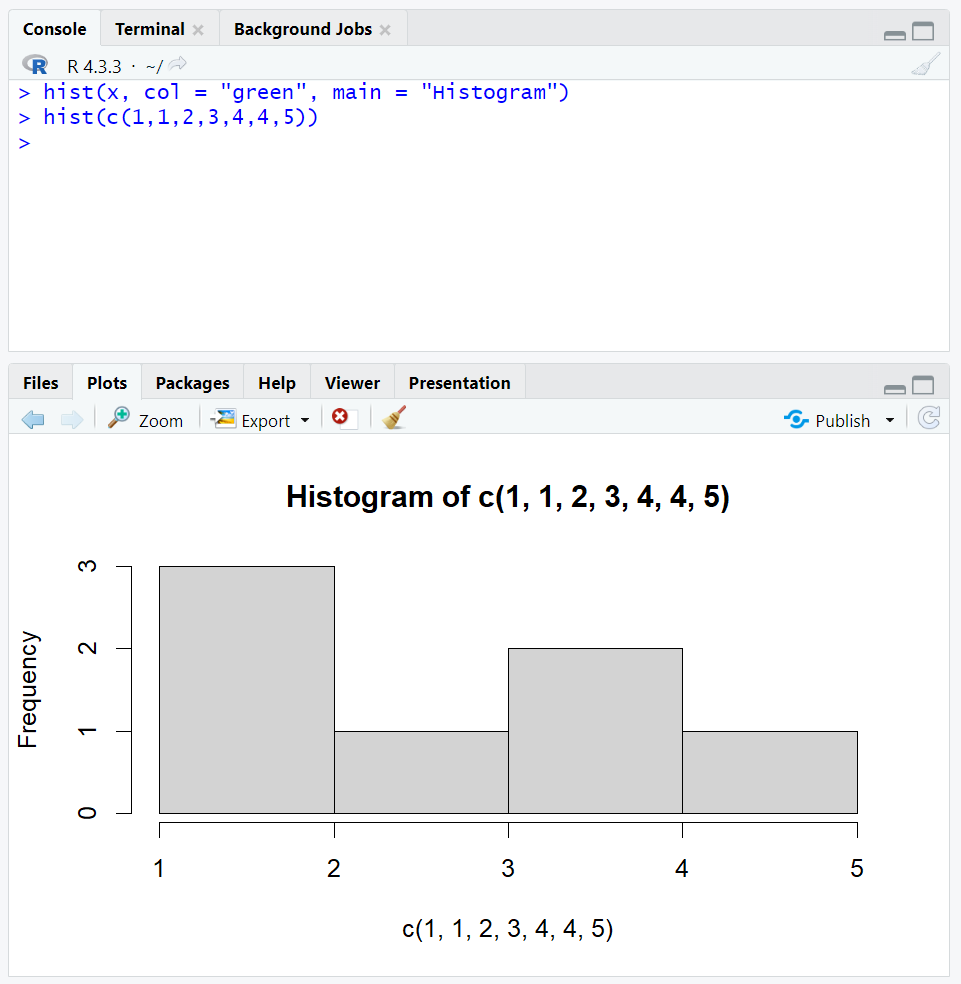 Console Terminal Background Jobs
R R 4.3.3 · ~/
> hist(x, col = "green", main = "Histogram")
> hist(c(1,1,2,3,4,4,5))
>
Files Plots Packages Help Viewer Presentation
Zoom Export Publish
Histogram of c(1, 1, 2, 3, 4, 4, 5)
Frequency
3
2
1
0
1 2 3 4 5
c(1, 1, 2, 3, 4, 4, 5)